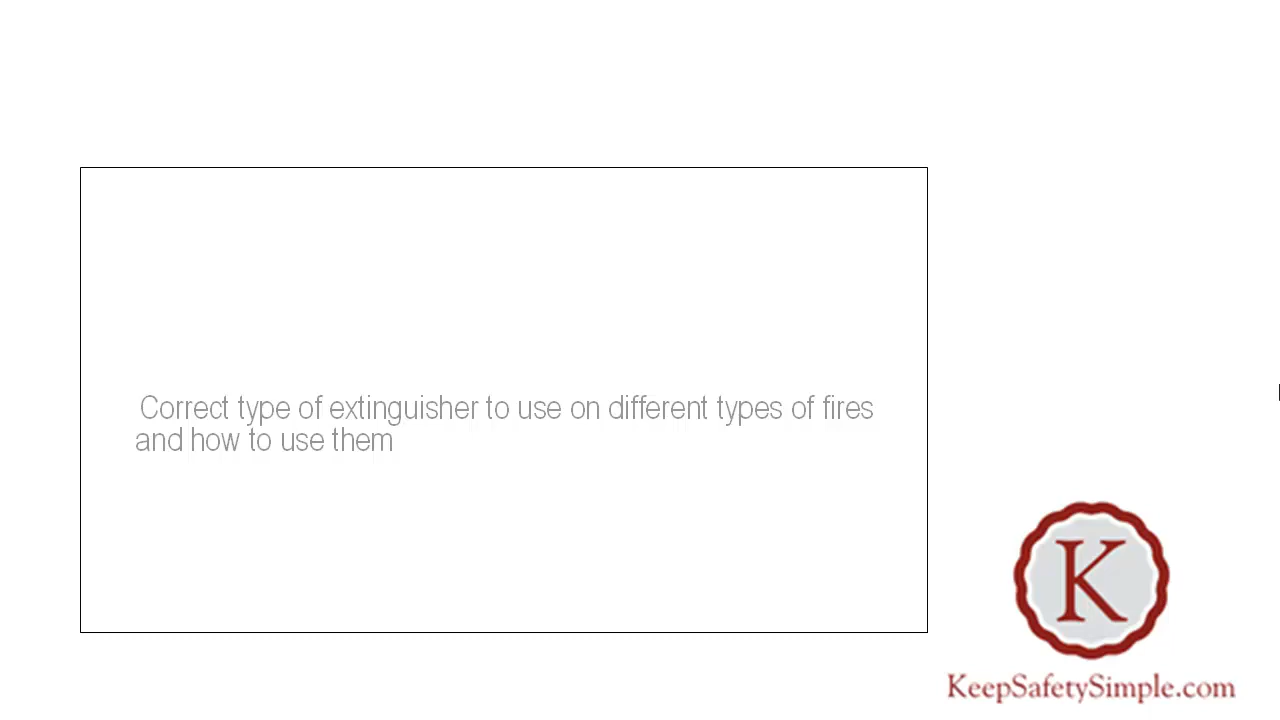 Correct type of extinguisher to use on different types of fires
and how to use them
K
KeepSafetySimple.com